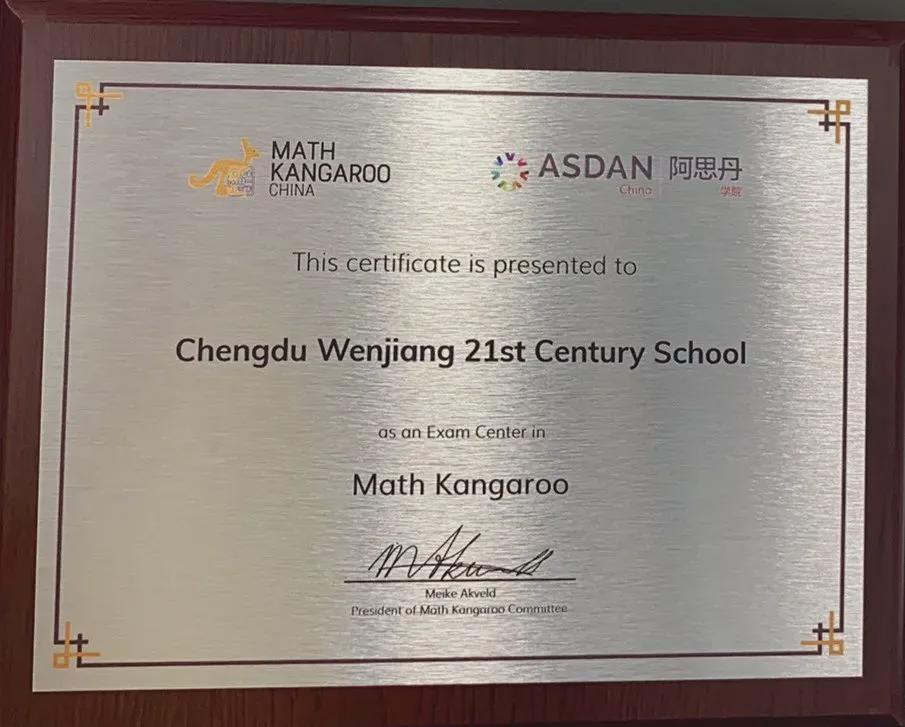 MATH
KANGAROO
CHINA
ASDAN 阿思丹
China 学院
This certificate is presented to
Chengdu Wenjiang 21st Century School
as an Exam Center in
Math Kangaroo
Meike Akveld
President of Math Kangaroo Committee